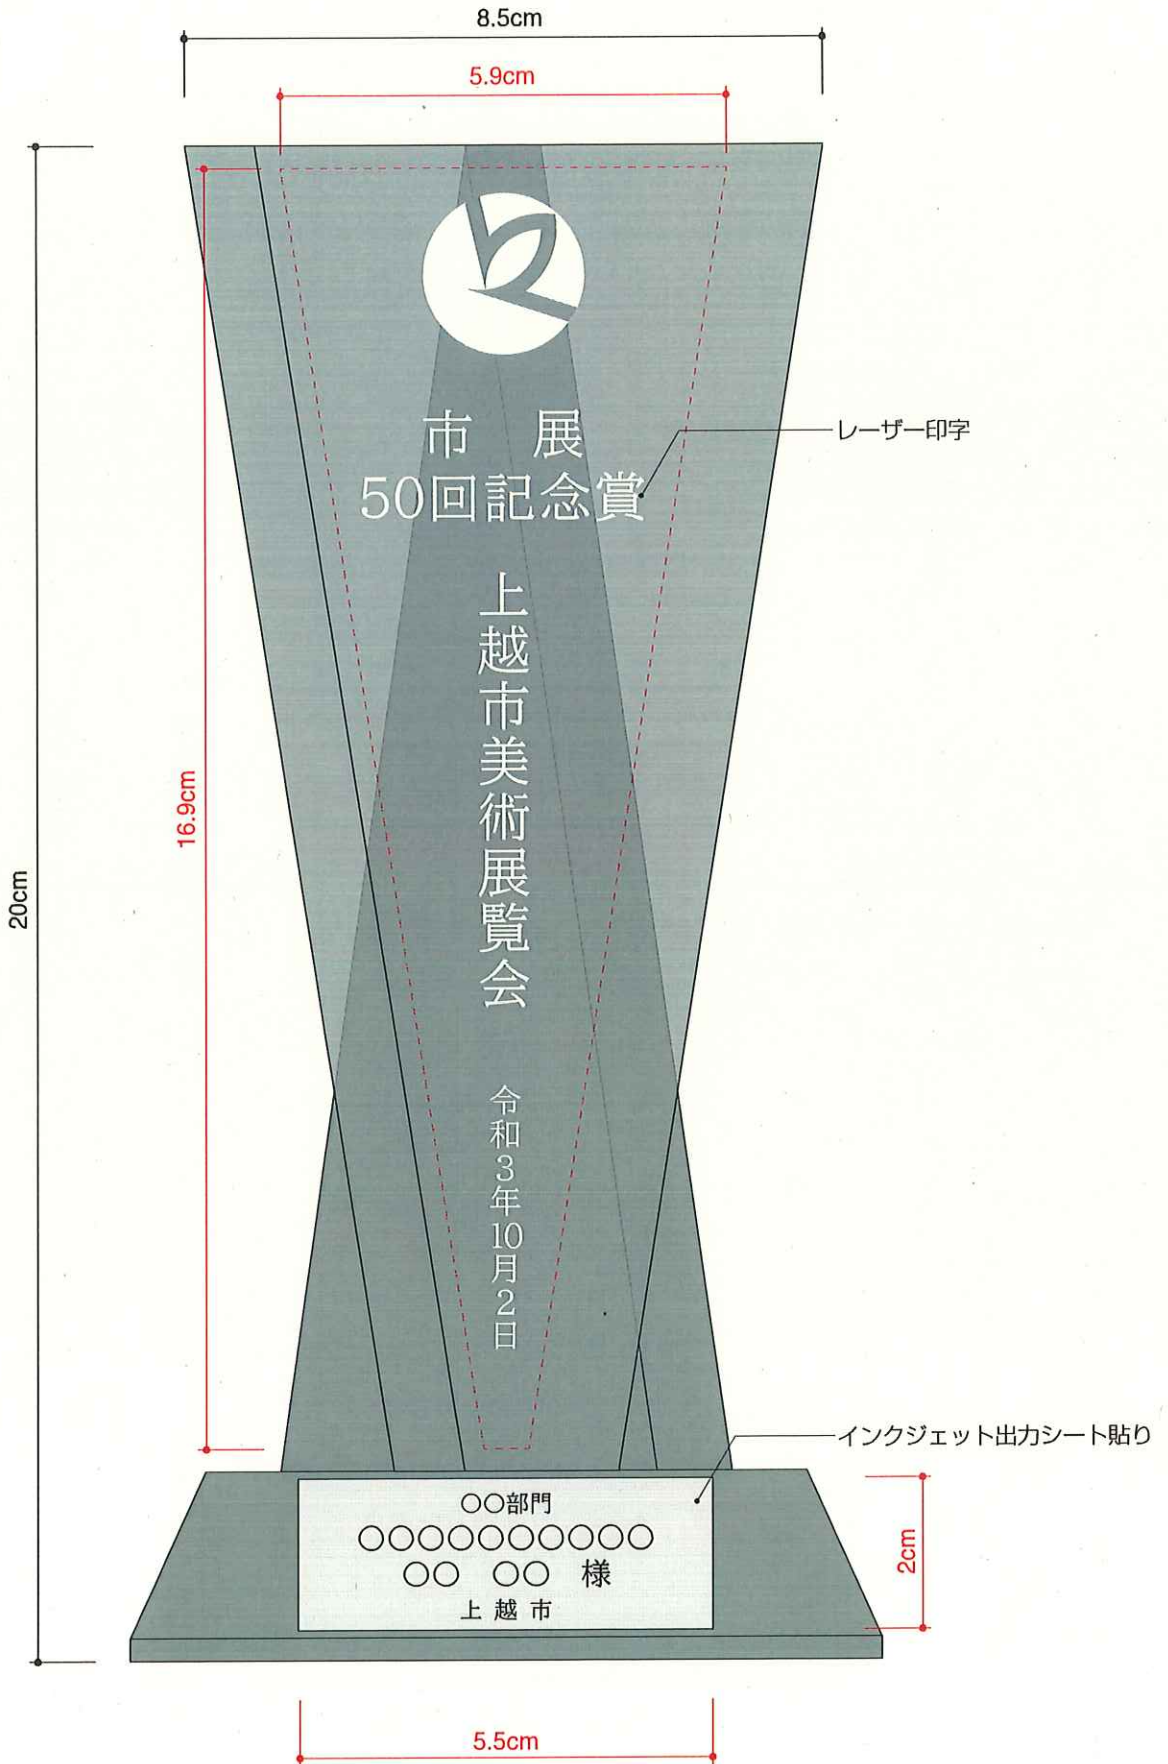 8.5cm
5.9cm
市 展
50回記念賞
レーザー印字
上越市美術展覧会
16.9cm
20cm
令和3年10月2日
インクジェット出力シート貼り
○○部門
○○○○○○○○○○
○○ ○○ 様
上越市
2cm
5.5cm